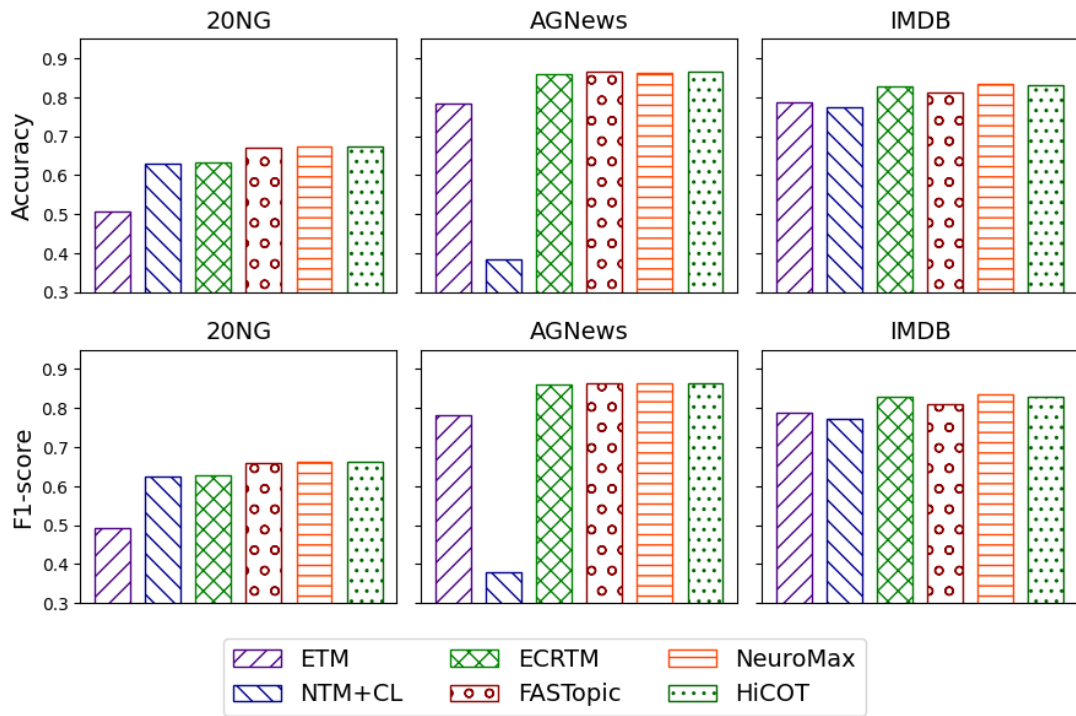 20NG AGNews IMDB
0.9
0.8
0.7
0.6
0.5
0.4
0.3
Accuracy
20NG AGNews IMDB
0.9
0.8
0.7
0.6
0.5
0.4
0.3
F1-score
ETM ECRTM NeuroMax
NTM+CL FASTopic HiCOT